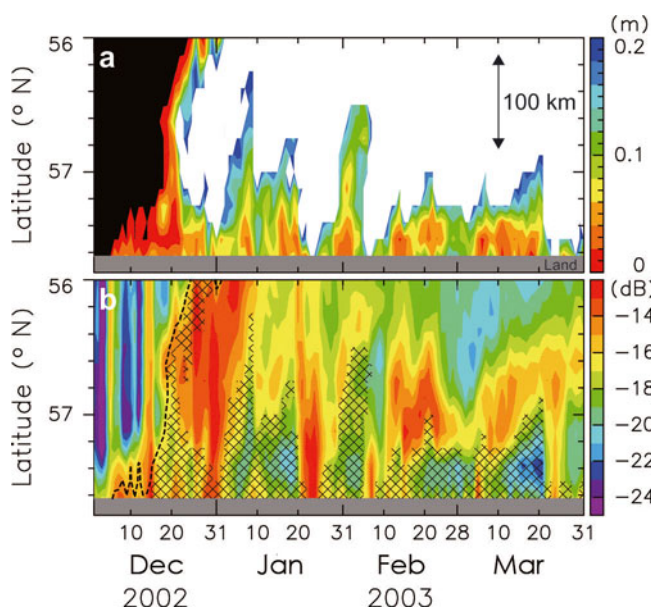 a
56
57
Latitude (° N)
100 km
Land
(m)
0.2
0.1
0
b
56
57
Latitude (° N)
(dB)
-14
-16
-18
-20
-22
-24
10 20 31 10 20 31 10 20 28 10 20 31
Dec Jan Feb Mar
2002 2003